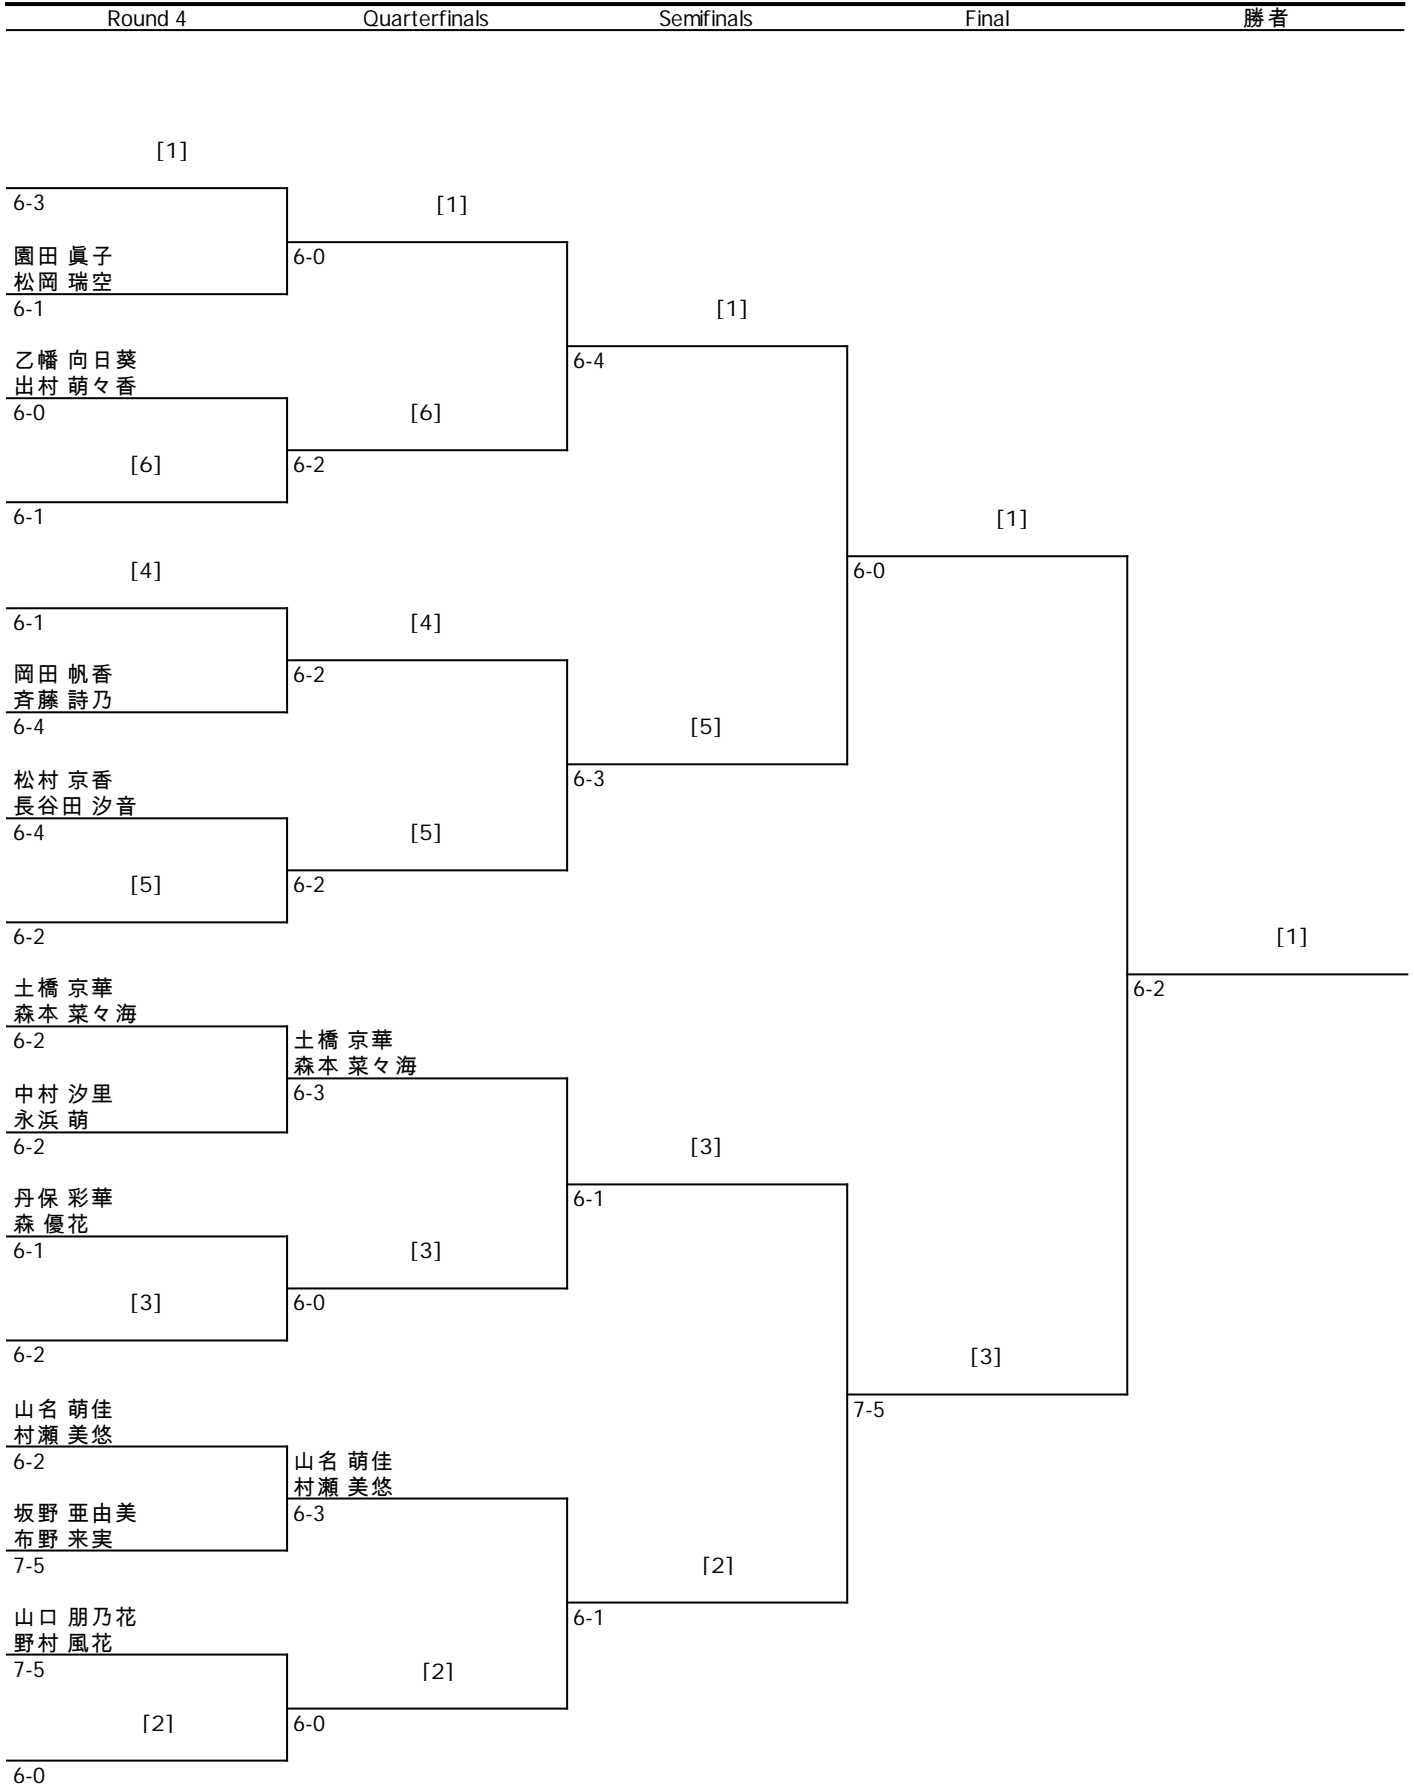 Round 4 Quarterfinals Semifinals Final 勝者
[1]
6-3
[1]
園田 眞子
松岡 瑞空
6-0
6-1
[1]
乙幡 向日葵
出村 萌々香
6-4
6-0
[6]
[6]
6-2
6-1
[1]
[4]
6-0
6-1
[4]
岡田 帆香
斉藤 詩乃
6-2
6-4
[5]
松村 京香
長谷田 汐音
6-3
6-4
[5]
[5]
6-2
6-2
[1]
土橋 京華
森本 菜々海
6-2
6-2
土橋 京華
森本 菜々海
中村 汐里
永浜 萌
6-3
6-2
[3]
丹保 彩華
森 優花
6-1
6-1
[3]
[3]
6-0
6-2
[3]
山名 萌佳
村瀬 美悠
7-5
6-2
山名 萌佳
村瀬 美悠
坂野 亜由美
布野 来実
6-3
7-5
[2]
山口 朋乃花
野村 風花
6-1
7-5
[2]
[2]
6-0
6-0